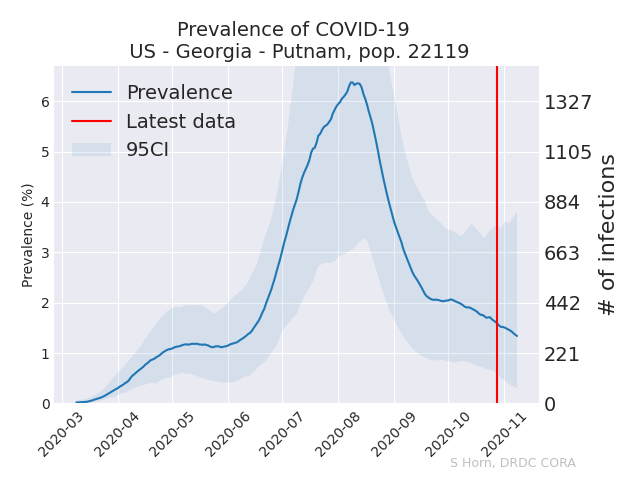 Prevalence of COVID-19
US - Georgia - Putnam, pop. 22119
Prevalence
Latest data
95CI
Prevalence (%)
6
5
4
3
2
1
0
1327
1105
884
663
442
221
0
# of infections
2020-03
2020-04
2020-05
2020-06
2020-07
2020-08
2020-09
2020-10
2020-11
S Horn, DRDC CORA